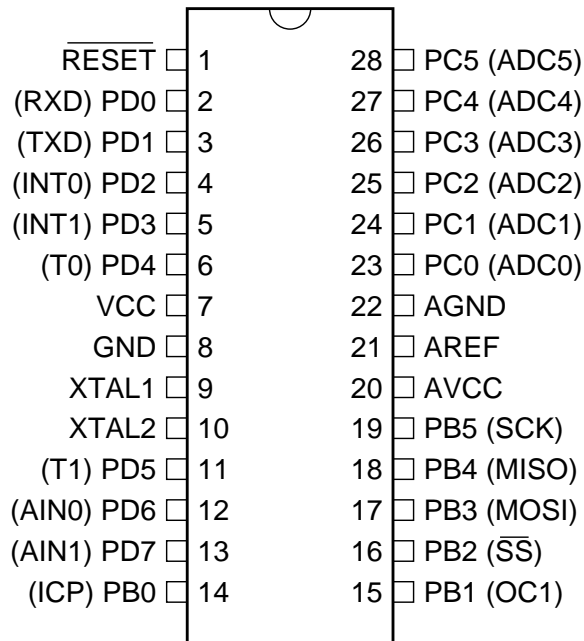 R̅E̅S̅E̅T̅ 1 28 PC5 (ADC5)
(RXD) PD0 2 27 PC4 (ADC4)
(TXD) PD1 3 26 PC3 (ADC3)
(INT0) PD2 4 25 PC2 (ADC2)
(INT1) PD3 5 24 PC1 (ADC1)
(T0) PD4 6 23 PC0 (ADC0)
VCC 7 22 AGND
GND 8 21 AREF
XTAL1 9 20 AVCC
XTAL2 10 19 PB5 (SCK)
(T1) PD5 11 18 PB4 (MISO)
(AIN0) PD6 12 17 PB3 (MOSI)
(AIN1) PD7 13 16 PB2 (S̅S̅)
(ICP) PB0 14 15 PB1 (OC1)